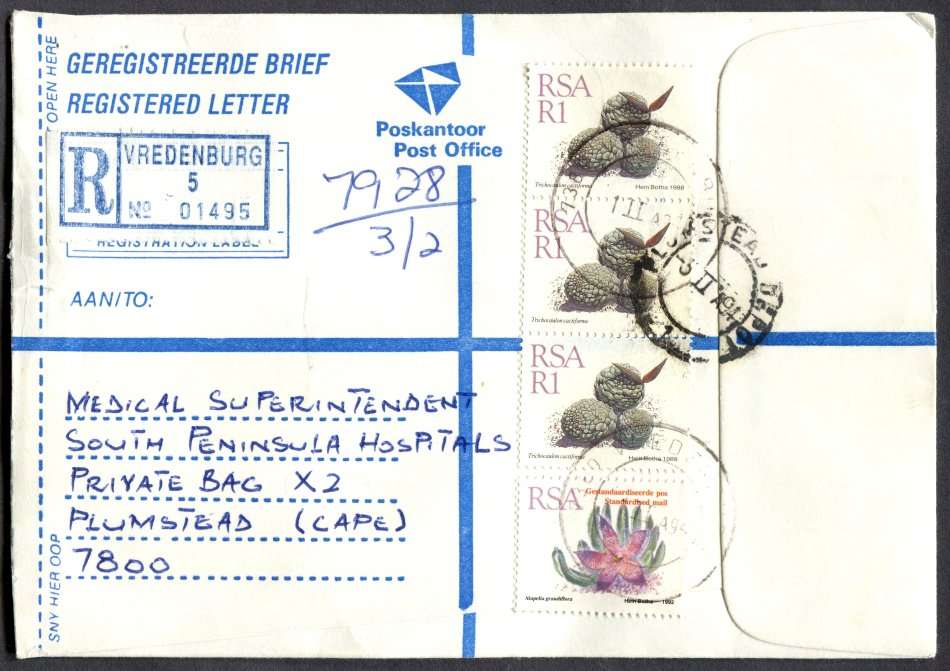 OPEN HERE
GEREGISTREERDE BRIEF
REGISTERED LETTER
Poskantoor
Post Office
R
VREDENBURG
5
No 01495
REGISTRATION LABEL
7928
3/2
AAN/TO:
MEDICAL SUPERINTENDENT
SOUTH PENINSULA HOSPITALS
PRIVATE BAG X2
PLUMSTEAD (CAPE)
7800
SNY HIER OOP
RSA
R1
Trichocaulon cactiforme
Hein Botha 1988
RSA
R1
Trichocaulon cactiforme
RSA
R1
Trichocaulon cactiforme
Hein Botha 1988
RSA
Gestandaardiseerde pos
Standardised mail
Stapelia grandiflora
Hein Botha 1992